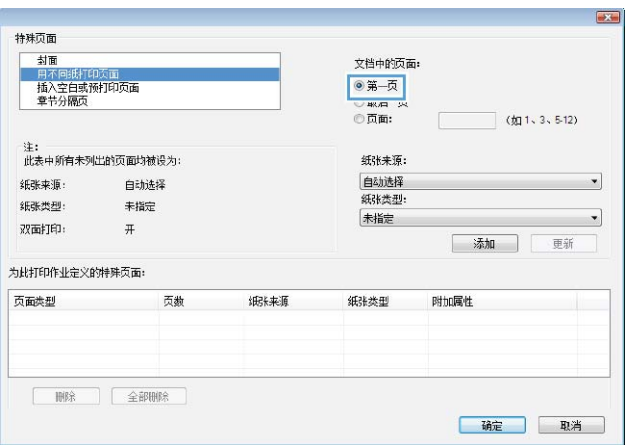 特殊页面
封面
用不同纸打印页面
插入空白或预打印页面
章节分隔页
文档中的页面:
第一页
最后一页
页面: (如 1、3、5-12)
注:
此表中所有未列出的页面均被设为:
纸张来源: 自动选择
纸张类型: 未指定
双面打印: 开
纸张来源:
自动选择
纸张类型:
未指定
添加 更新
为此打印作业定义的特殊页面:
页面类型 页数 纸张来源 纸张类型 附加属性
删除 全部删除
确定 取消